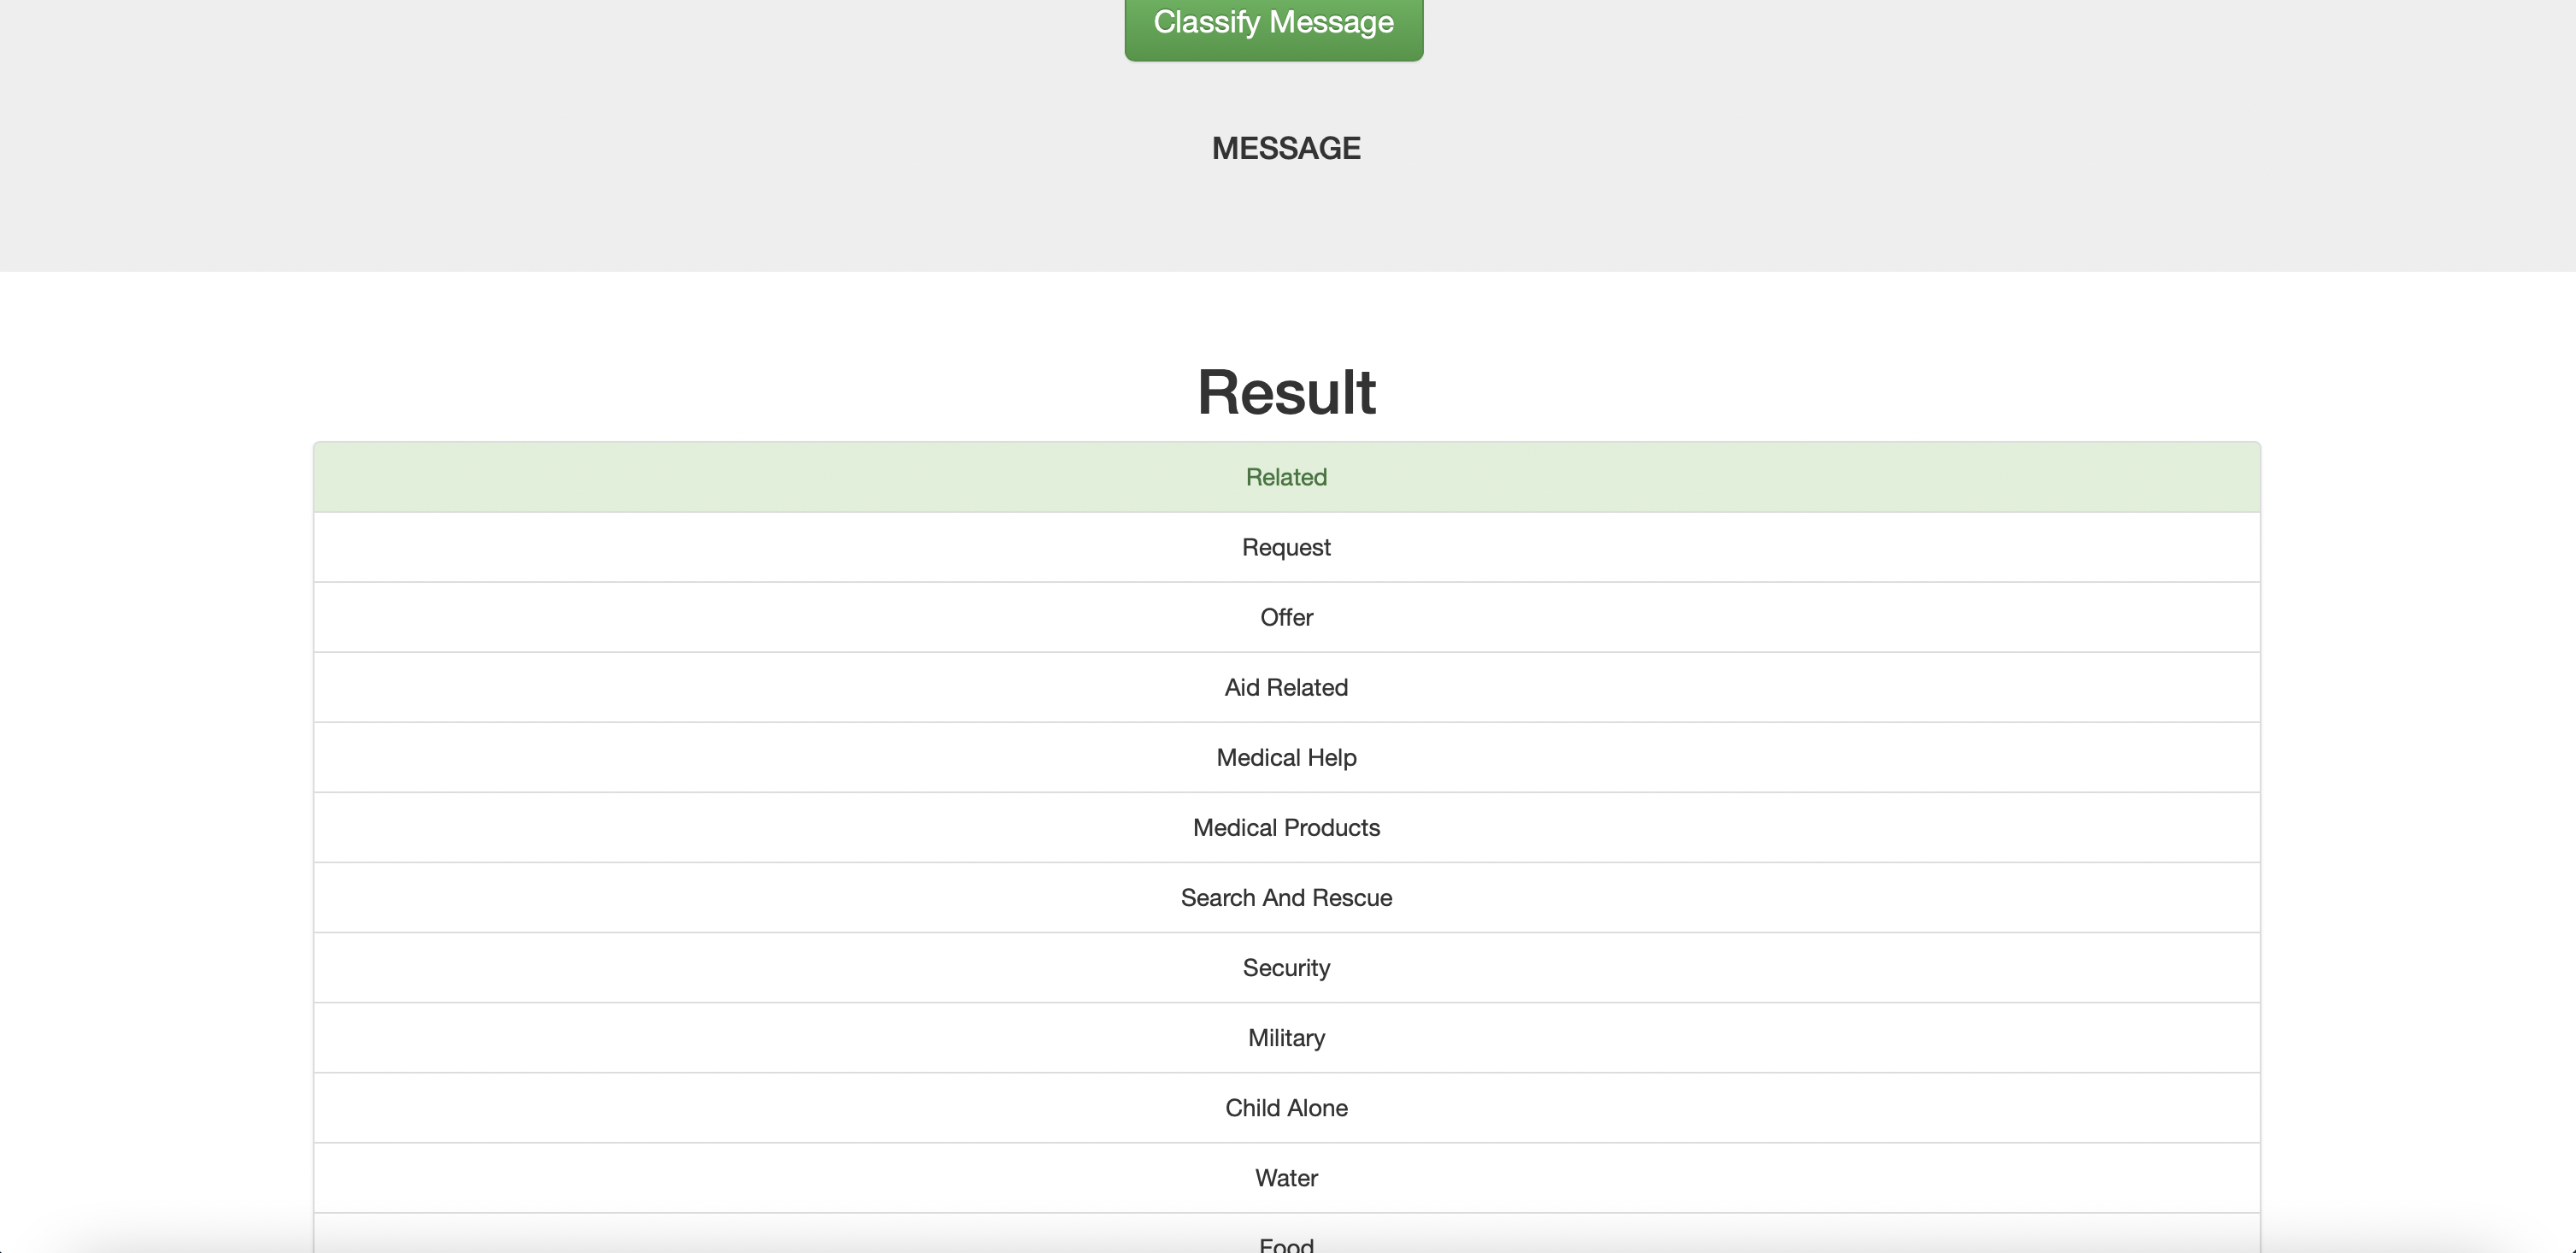 Classify Message
MESSAGE
Result
Related
Request
Offer
Aid Related
Medical Help
Medical Products
Search And Rescue
Security
Military
Child Alone
Water
Food